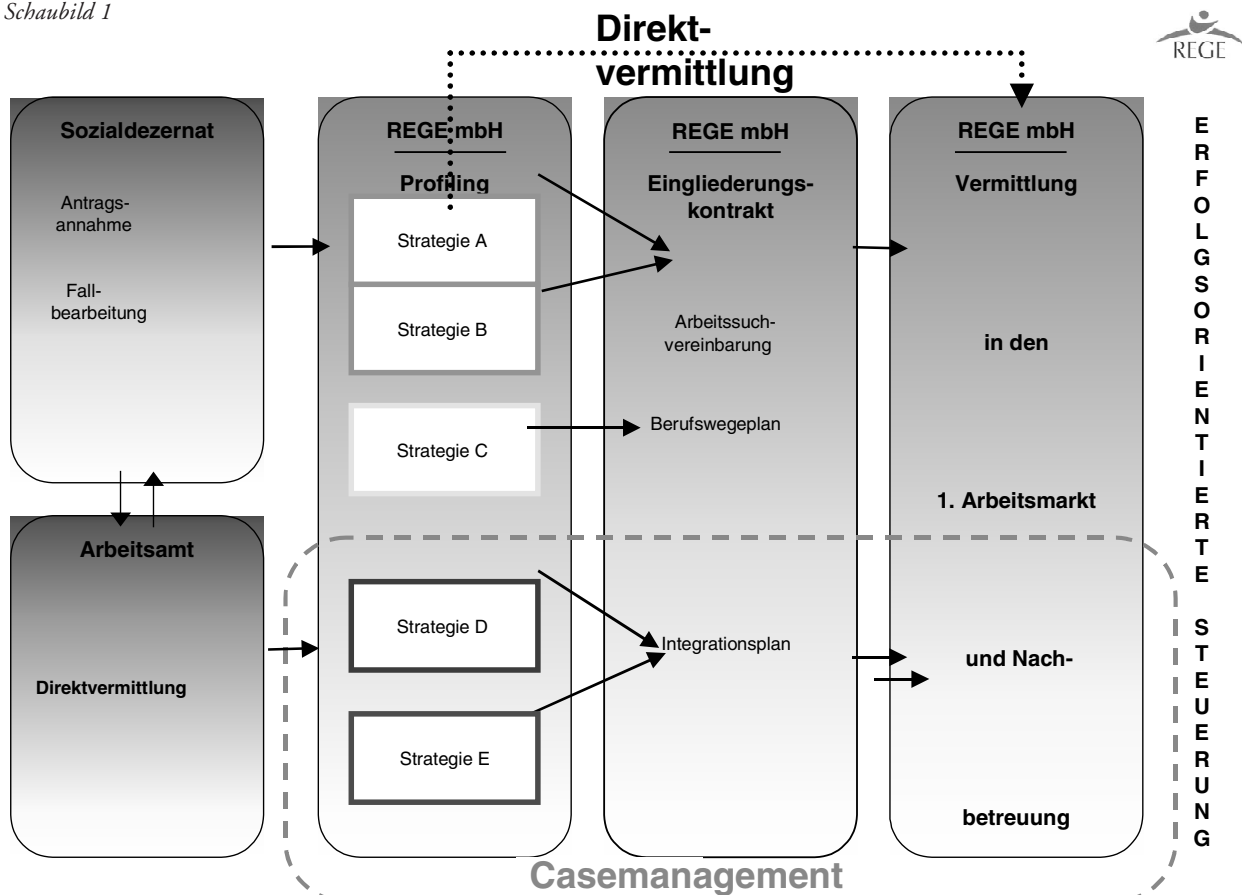 Schaubild 1
Direkt-
vermittlung
REGE
Sozialdezernat
Antrags-
annahme
Fall-
bearbeitung
Arbeitsamt
Direktvermittlung
REGE mbH
Profiling
Strategie A
Strategie B
Strategie C
Strategie D
Strategie E
REGE mbH
Eingliederungs-
kontrakt
Arbeitssuch-
vereinbarung
Berufswegeplan
Integrationsplan
REGE mbH
Vermittlung
in den
1. Arbeitsmarkt
und Nach-
betreuung
Casemanagement
ERFOLGSORIENTIERTE STEUERUNG